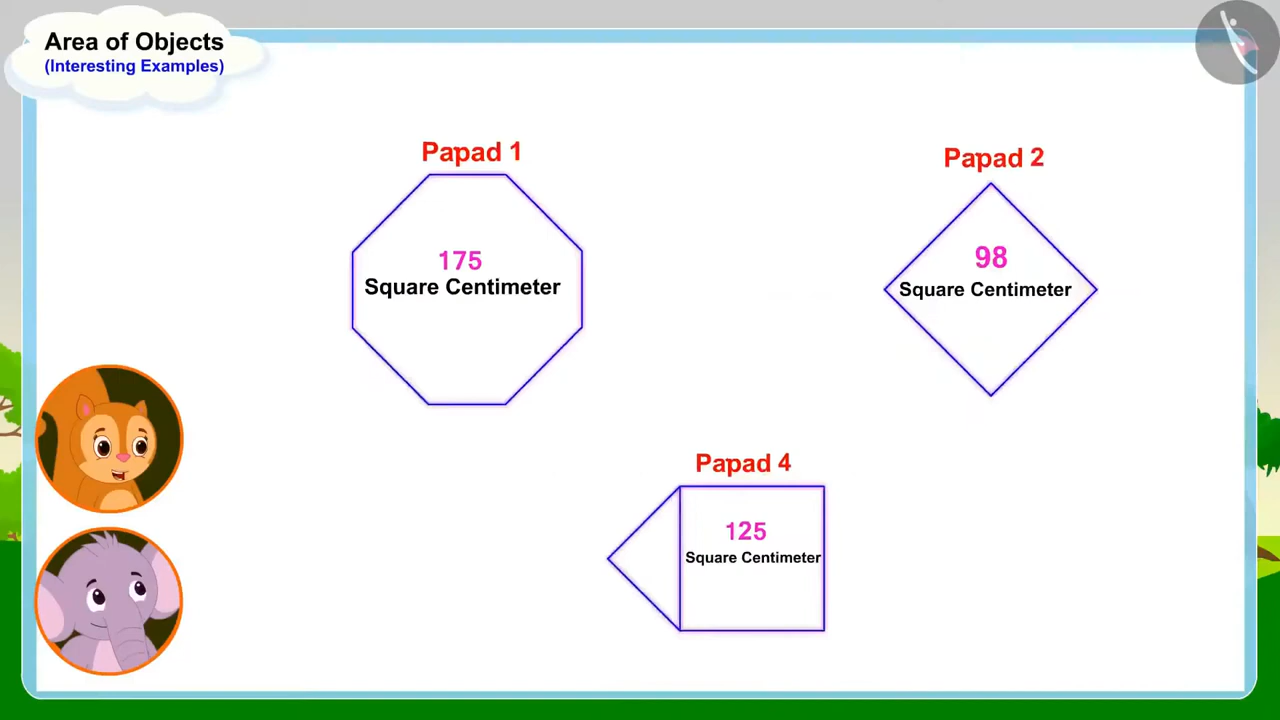 Area of Objects
(Interesting Examples)
Papad 1
175
Square Centimeter
Papad 2
98
Square Centimeter
Papad 4
125
Square Centimeter